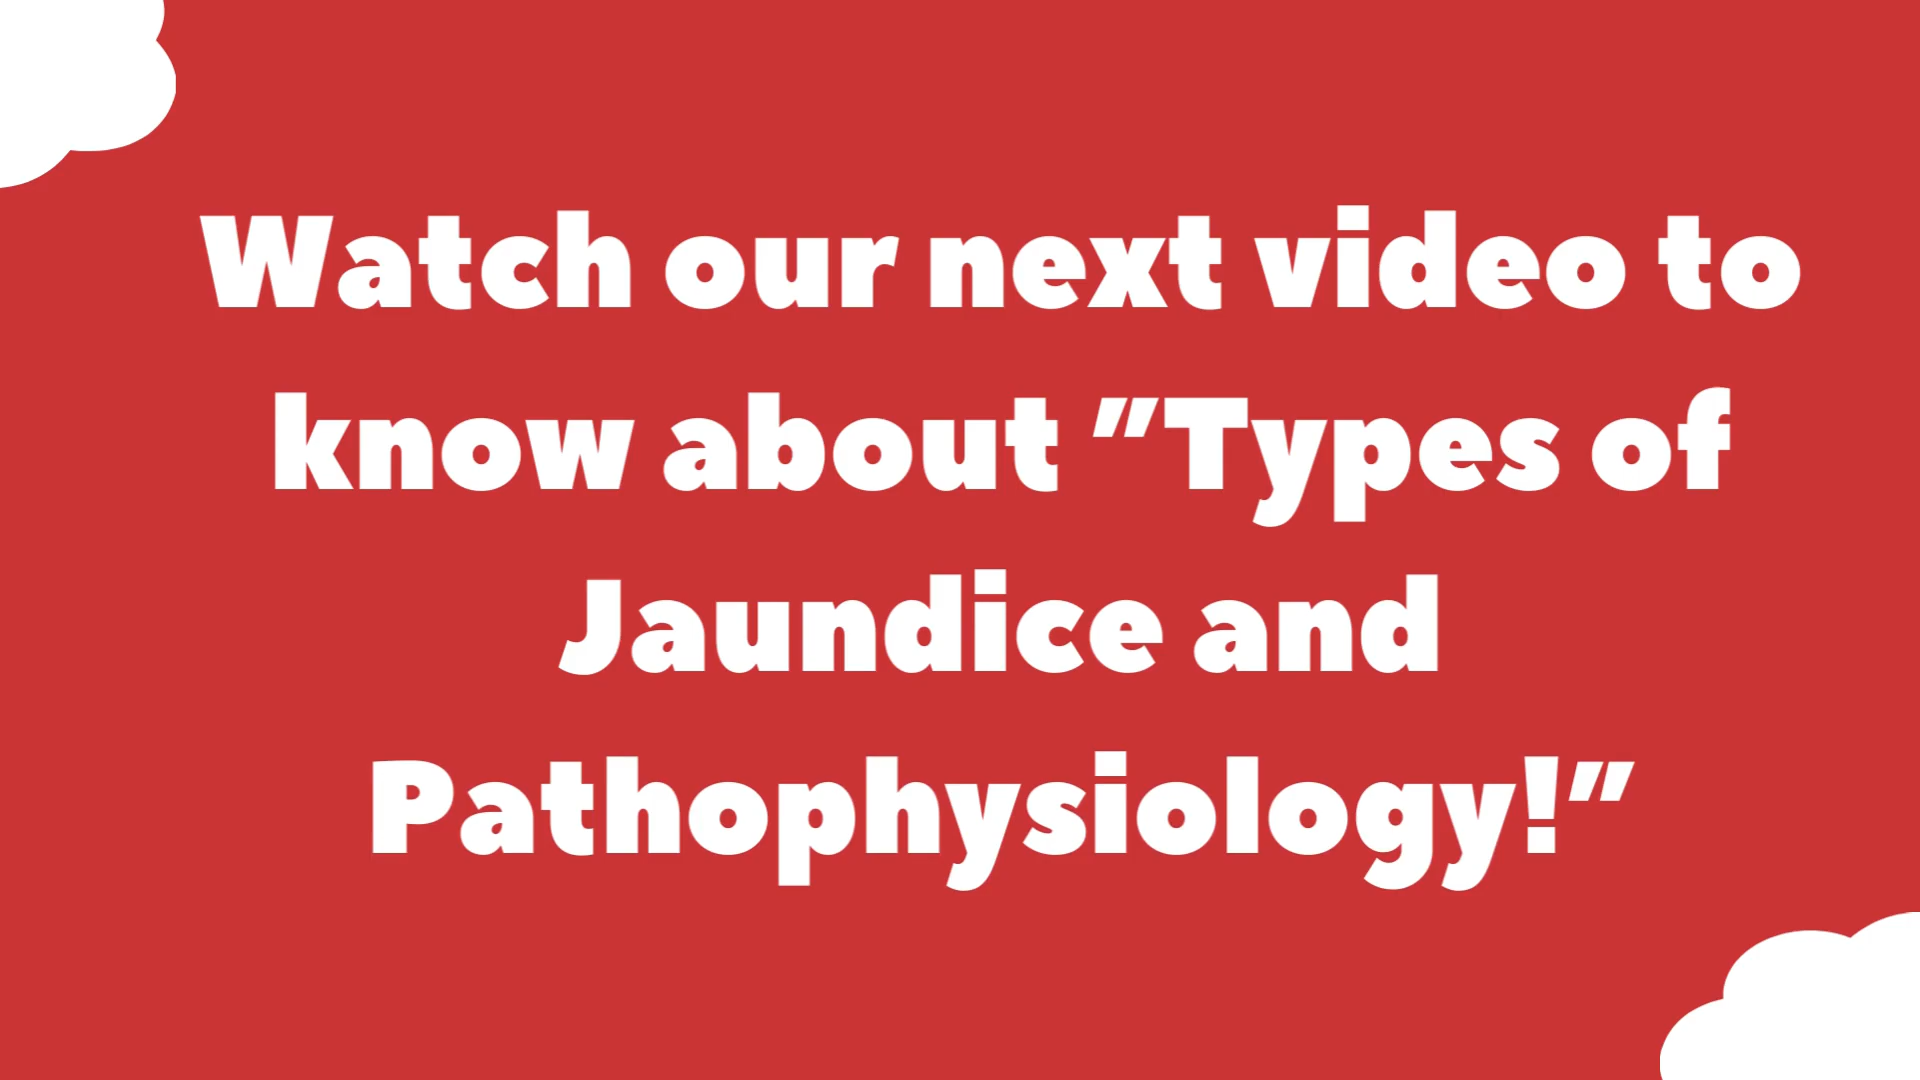 Watch our next video to
know about "Types of
Jaundice and
Pathophysiology!"